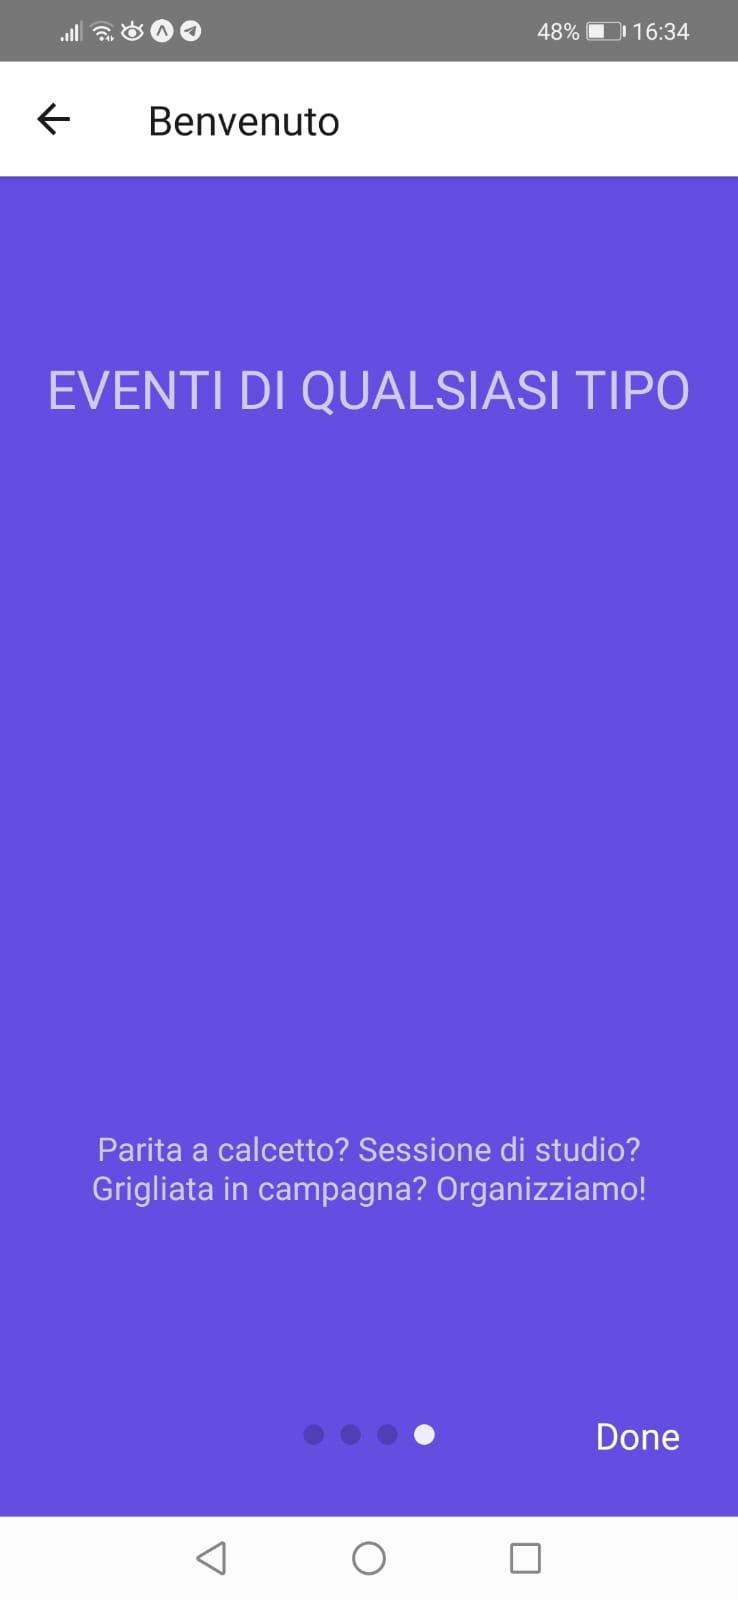 48% 16:34
Benvenuto
EVENTI DI QUALSIASI TIPO
Parita a calcetto? Sessione di studio?
Grigliata in campagna? Organizziamo!
Done